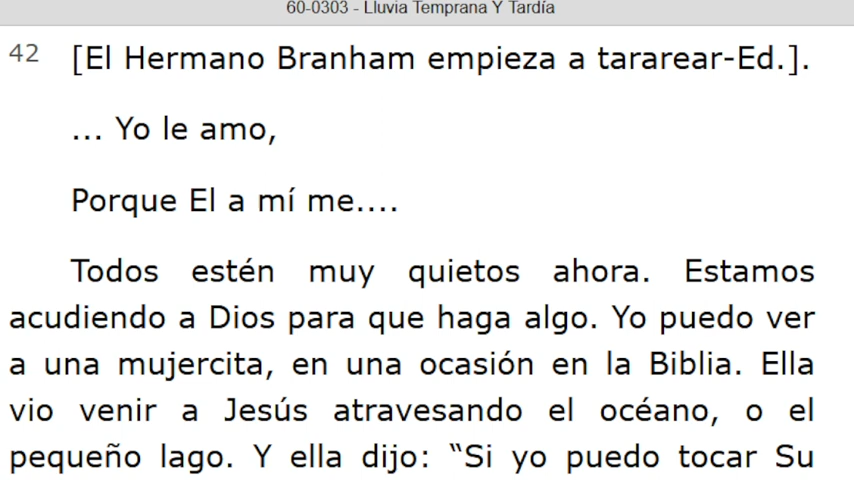 60-0303 - Lluvia Temprana Y Tardía
42 [El Hermano Branham empieza a tararear-Ed.].
... Yo le amo,
Porque El a mí me....
Todos estén muy quietos ahora. Estamos
acudiendo a Dios para que haga algo. Yo puedo ver
a una mujercita, en una ocasión en la Biblia. Ella
vio venir a Jesús atravesando el océano, o el
pequeño lago. Y ella dijo: “Si yo puedo tocar Su